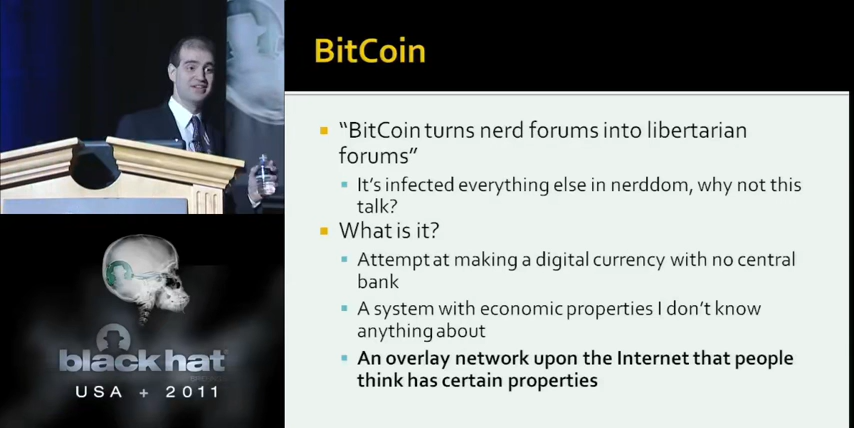 BitCoin
“BitCoin turns nerd forums into libertarian
forums”
It’s infected everything else in nerddom, why not this
talk?
What is it?
Attempt at making a digital currency with no central
bank
A system with economic properties I don’t know
anything about
An overlay network upon the Internet that people
think has certain properties
black hat
USA + 2011